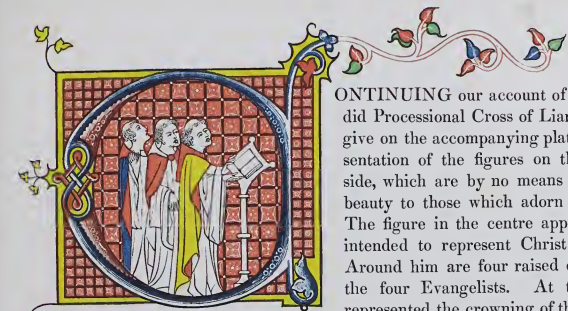 CONTINUING our account of
did Processional Cross of
give on the accompanying plat
sentation of the figures on th
side, which are by no means
beauty to those which adorn
The figure in the centre app
intended to represent Christ
Around him are four raised
the four Evangelists. At t
represented the crowning of th